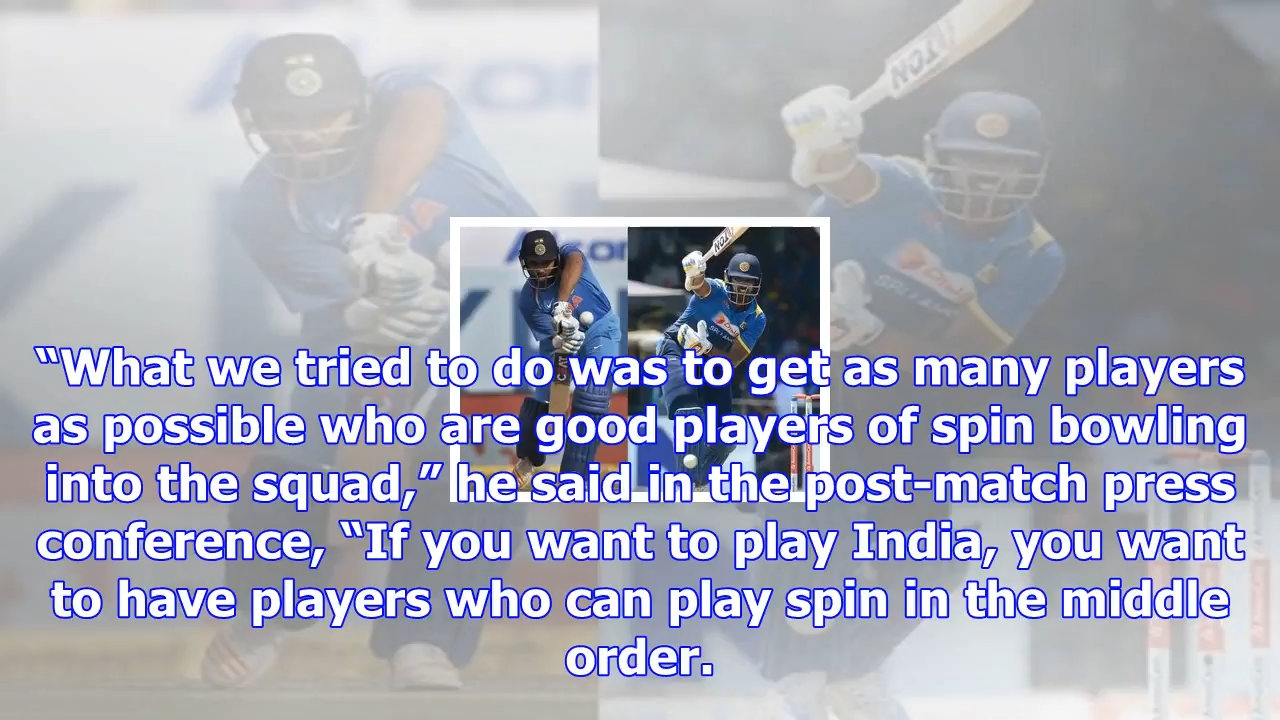 NOTON
“What we tried to do was to get as many players
as possible who are good players of spin bowling
into the squad,” he said in the post-match press
conference, “If you want to play India, you want
to have players who can play spin in the middle
order.